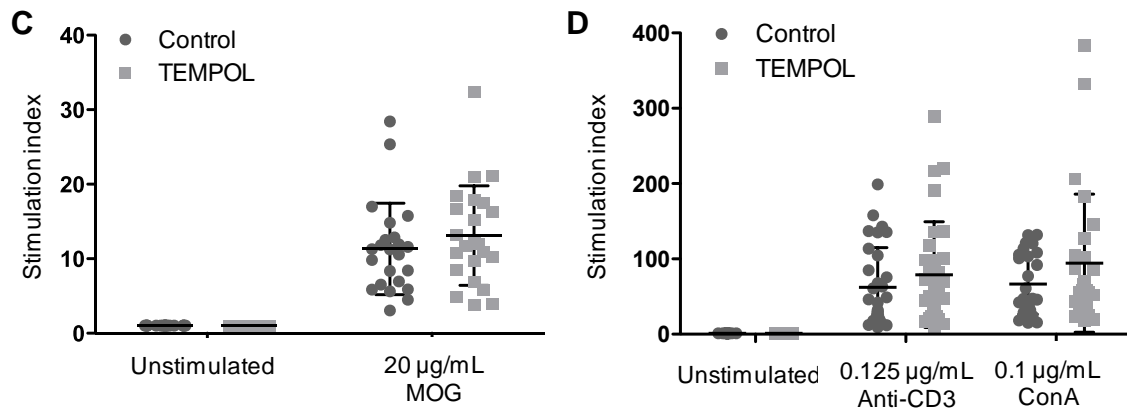 C
40
30
20
10
0
Stimulation index
Control
TEMPOL
Unstimulated
20 µg/mL
MOG
D
400
300
200
100
0
Stimulation index
Control
TEMPOL
Unstimulated
0.125 µg/mL
Anti-CD3
0.1 µg/mL
ConA